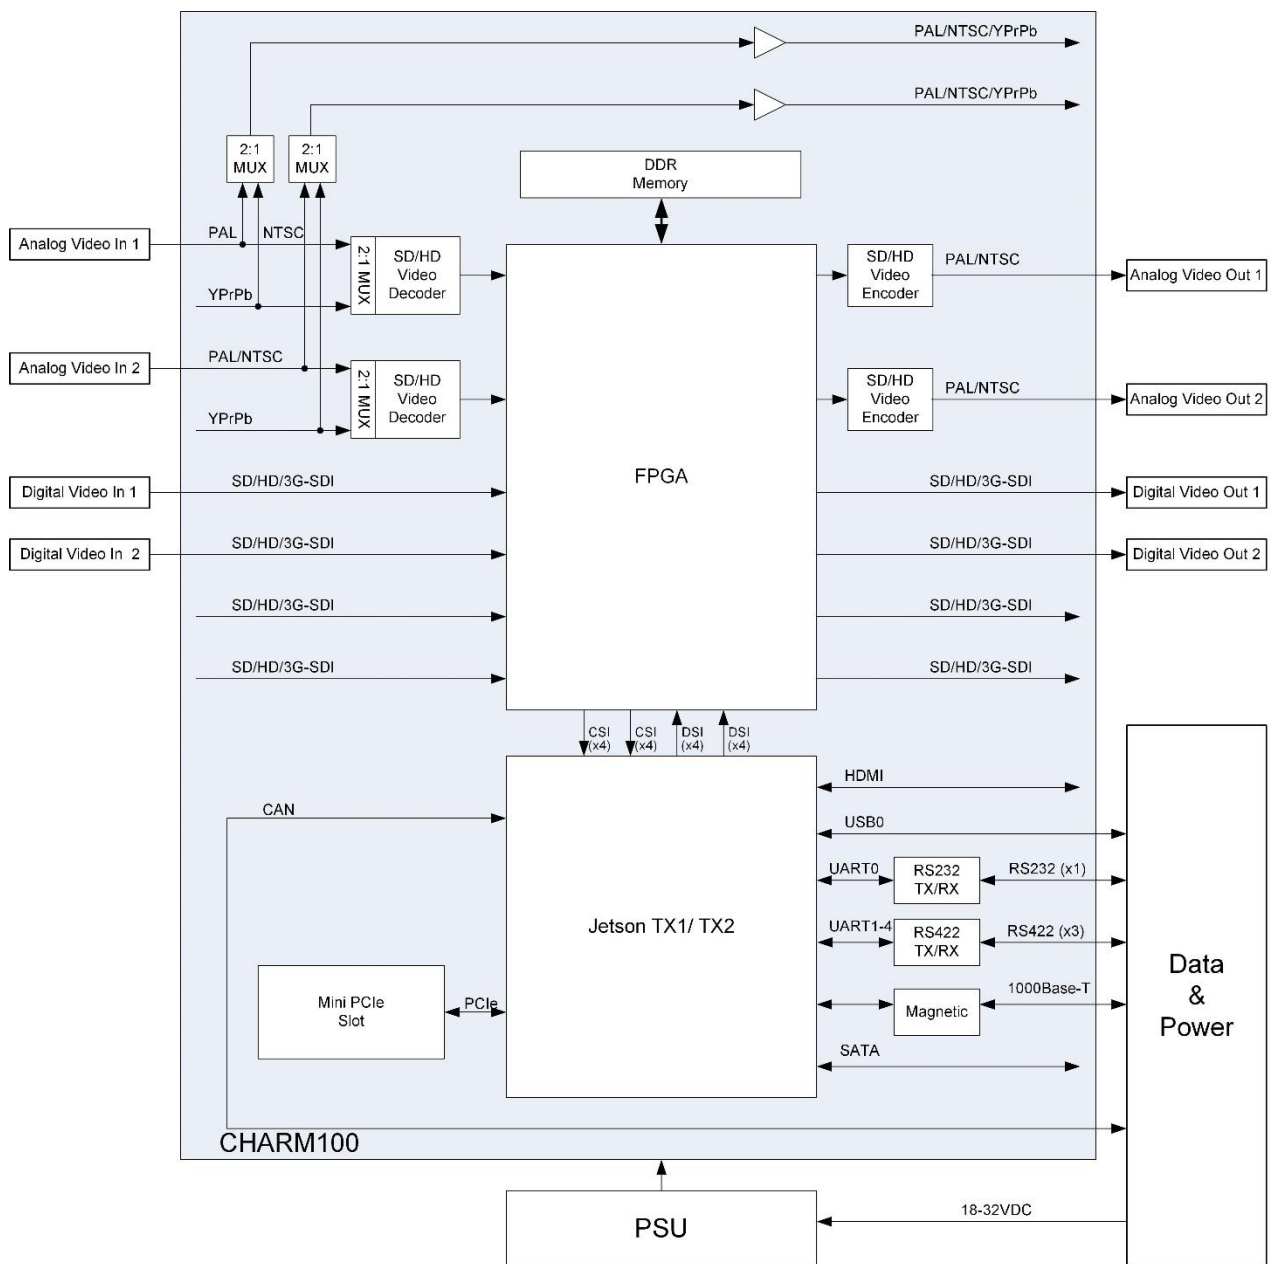 PAL/NTSC/YPrPb
PAL/NTSC/YPrPb
2:1
MUX
2:1
MUX
DDR
Memory
Analog Video In 1
PAL
NTSC
2:1 MUX
SD/HD
Video
Decoder
YPrPb
SD/HD
Video
Encoder
PAL/NTSC
Analog Video Out 1
Analog Video In 2
PAL/NTSC
2:1 MUX
SD/HD
Video
Decoder
YPrPb
SD/HD
Video
Encoder
PAL/NTSC
Analog Video Out 2
FPGA
Digital Video In 1
SD/HD/3G-SDI
SD/HD/3G-SDI
Digital Video Out 1
Digital Video In 2
SD/HD/3G-SDI
SD/HD/3G-SDI
Digital Video Out 2
SD/HD/3G-SDI
SD/HD/3G-SDI
SD/HD/3G-SDI
SD/HD/3G-SDI
CSI
(x4)
CSI
(x4)
DSI
(x4)
DSI
(x4)
HDMI
CAN
USB0
UART0
RS232
TX/RX
RS232 (x1)
Jetson TX1/ TX2
UART1-4
RS422
TX/RX
RS422 (x3)
Data
&
Power
Mini PCIe
Slot
PCIe
Magnetic
1000Base-T
SATA
CHARM100
PSU
18-32VDC